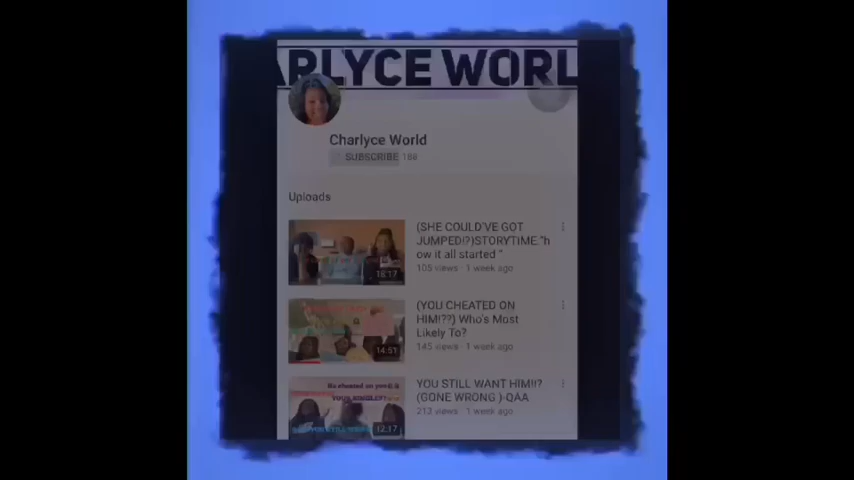 ARLYCE WORL
Charlyce World
SUBSCRIBE 188
Uploads
(SHE COULD'VE GOT
JUMPED!?)STORYTIME."h
ow it all started "
105 views · 1 week ago
16:17
(YOU CHEATED ON
HIM!??) Who's Most
Likely To?
145 views · 1 week ago
14:51
YOU STILL WANT HIM!!?
(GONE WRONG )-QAA
212 views · 1 week ago
12:17